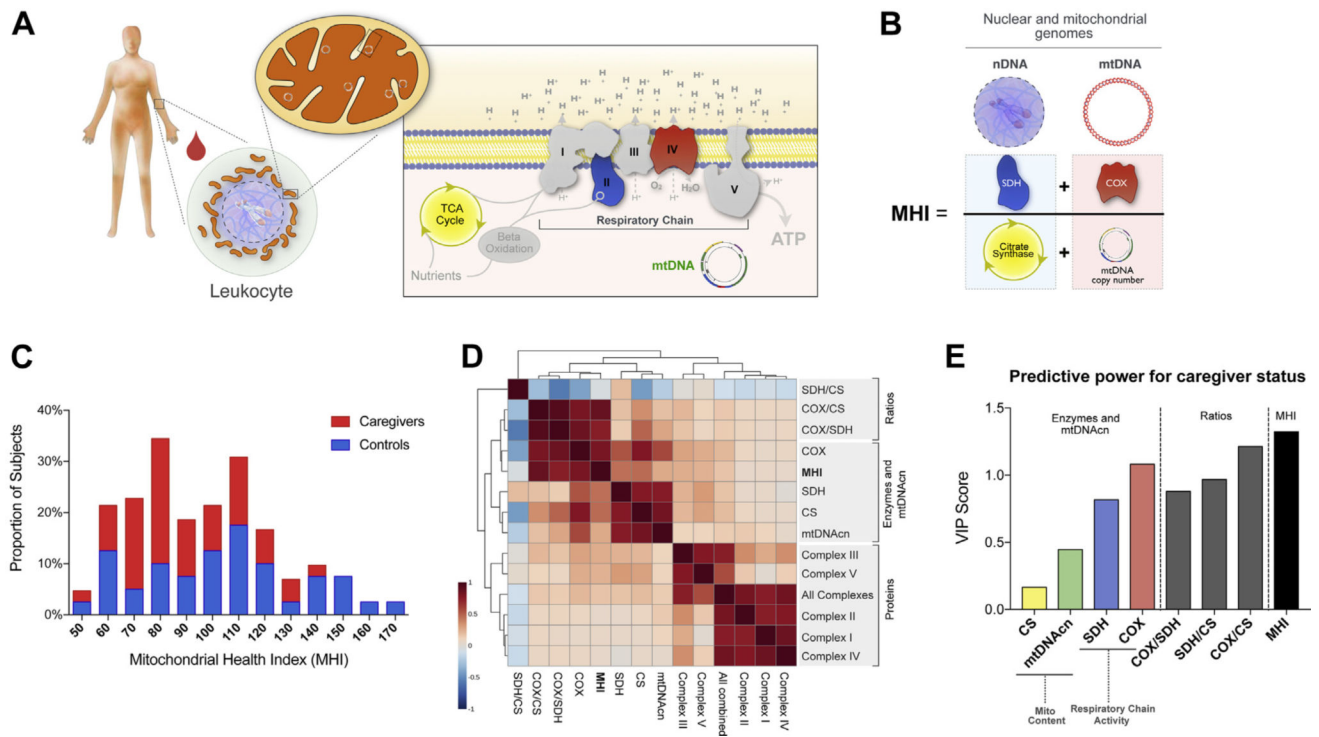 A
Leukocyte
H⁺ H⁺ H⁺ H⁺ H⁺ H⁺ H⁺
I
II
III
IV
V
O₂
H₂O
H⁺
H⁺
H⁺
H⁺
TCA
Cycle
Beta
Oxidation
Nutrients
Respiratory Chain
ATP
mtDNA
B
Nuclear and mitochondrial
genomes
nDNA
mtDNA
MHI =
SDH
+
COX
Citrate
Synthase
+
mtDNA
copy number
C
Proportion of Subjects
40%
30%
20%
10%
0%
Caregivers
Controls
50 60 70 80 90 100 110 120 130 140 150 160 170
Mitochondrial Health Index (MHI)
D
SDH/CS
COX/CS
COX/SDH
COX
MHI
SDH
CS
mtDNAcn
Complex III
Complex V
All Complexes
Complex II
Complex I
Complex IV
Ratios
Enzymes and
mtDNAcn
Proteins
1
0.5
0
-0.5
-1
SDH/CS
COX/CS
COX/SDH
COX
MHI
SDH
CS
mtDNAcn
Complex III
Complex V
All combined
Complex II
Complex I
Complex IV
E
Predictive power for caregiver status
Enzymes and
mtDNAcn
Ratios
MHI
VIP Score
1.5
1.0
0.5
0.0
CS
mtDNAcn
SDH
COX
COX/SDH
SDH/CS
COX/CS
MHI
Mito
Content
Respiratory Chain
Activity